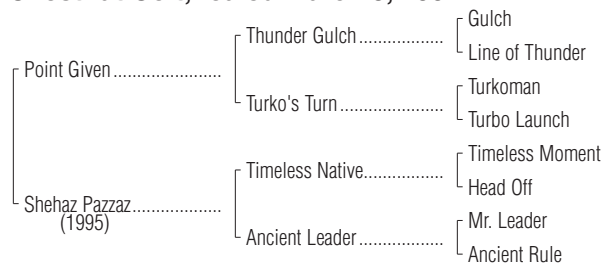 Gulch
Thunder Gulch
Line of Thunder
Point Given
Turkoman
Turko's Turn
Turbo Launch
Timeless Moment
Timeless Native
Head Off
Shehaz Pazzaz
(1995)
Mr. Leader
Ancient Leader
Ancient Rule